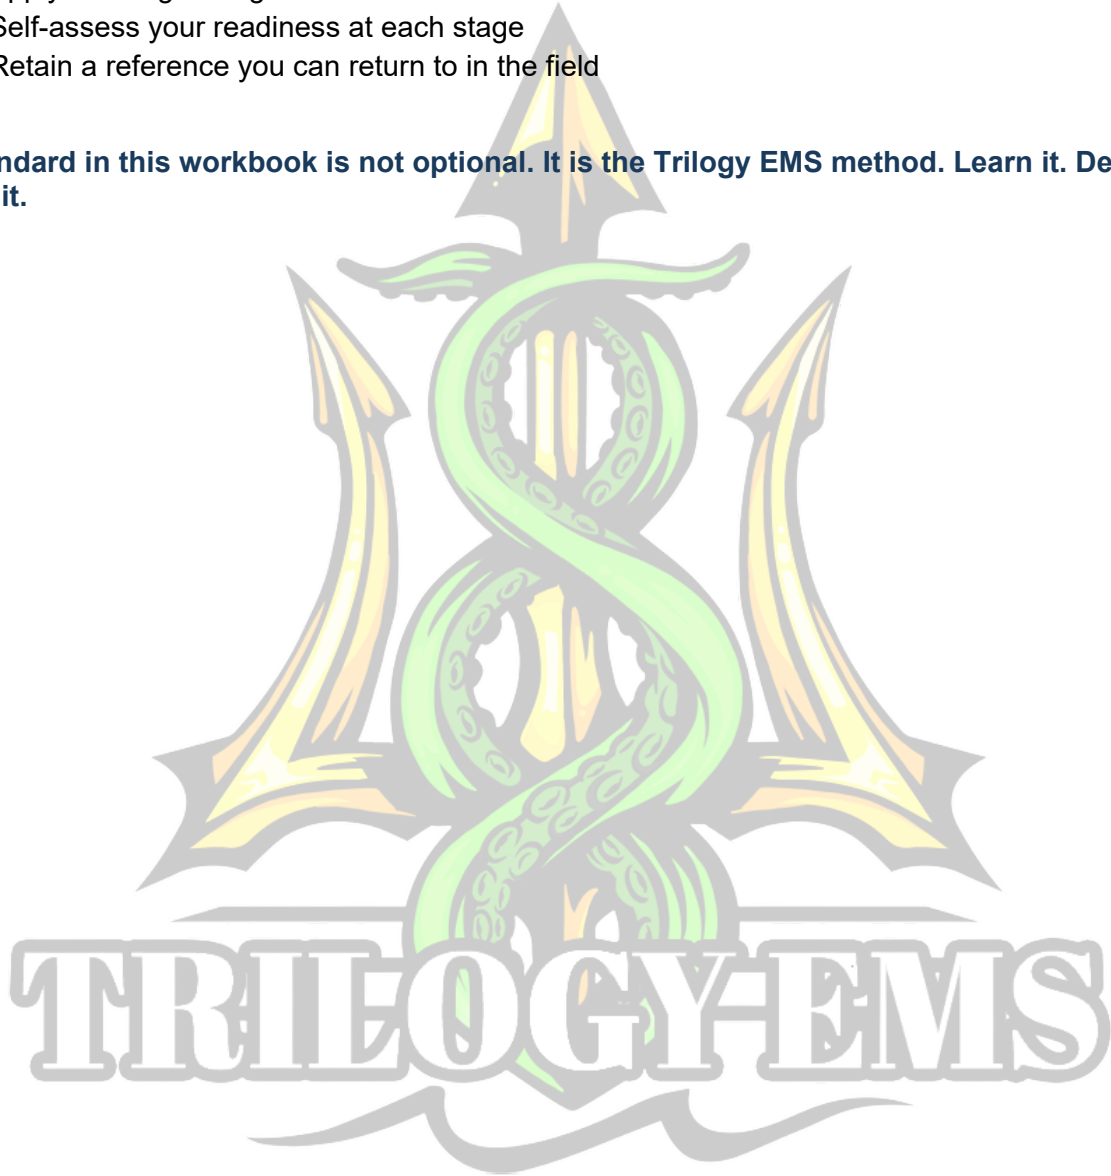 Self-assess your readiness at each stage
Retain a reference you can return to in the field
ndard in this workbook is not optional. It is the Trilogy EMS method. Learn it. De
it.
TRILOGY EMS